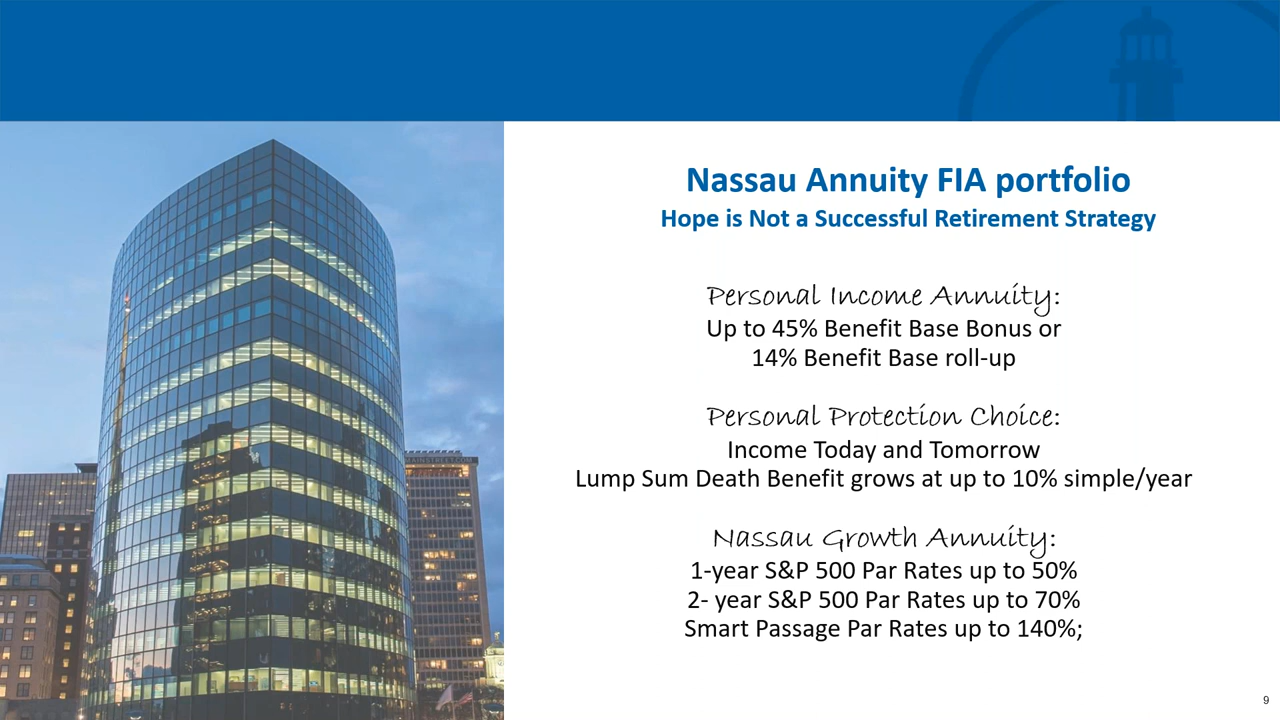 Nassau Annuity FIA portfolio
Hope is Not a Successful Retirement Strategy
Personal Income Annuity:
Up to 45% Benefit Base Bonus or
14% Benefit Base roll-up
Personal Protection Choice:
Income Today and Tomorrow
Lump Sum Death Benefit grows at up to 10% simple/year
Nassau Growth Annuity:
1-year S&P 500 Par Rates up to 50%
2- year S&P 500 Par Rates up to 70%
Smart Passage Par Rates up to 140%;
9